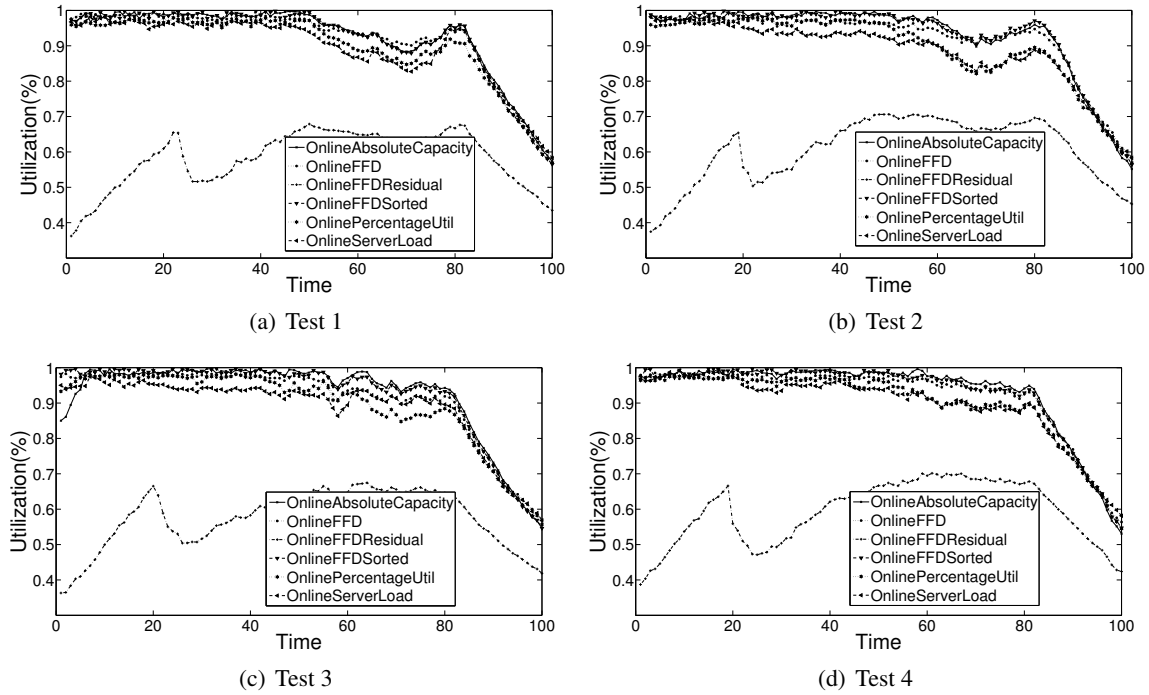 1
0.9
0.8
0.7
0.6
0.5
0.4
Utilization(%)
OnlineAbsoluteCapacity
OnlineFFD
OnlineFFDResidual
OnlineFFDSorted
OnlinePercentageUtil
OnlineServerLoad
0 20 40 60 80 100
Time
(a) Test 1
1
0.9
0.8
0.7
0.6
0.5
0.4
Utilization(%)
OnlineAbsoluteCapacity
OnlineFFD
OnlineFFDResidual
OnlineFFDSorted
OnlinePercentageUtil
OnlineServerLoad
0 20 40 60 80 100
Time
(b) Test 2
1
0.9
0.8
0.7
0.6
0.5
0.4
Utilization(%)
OnlineAbsoluteCapacity
OnlineFFD
OnlineFFDResidual
OnlineFFDSorted
OnlinePercentageUtil
OnlineServerLoad
0 20 40 60 80 100
Time
(c) Test 3
1
0.9
0.8
0.7
0.6
0.5
0.4
Utilization(%)
OnlineAbsoluteCapacity
OnlineFFD
OnlineFFDResidual
OnlineFFDSorted
OnlinePercentageUtil
OnlineServerLoad
0 20 40 60 80 100
Time
(d) Test 4